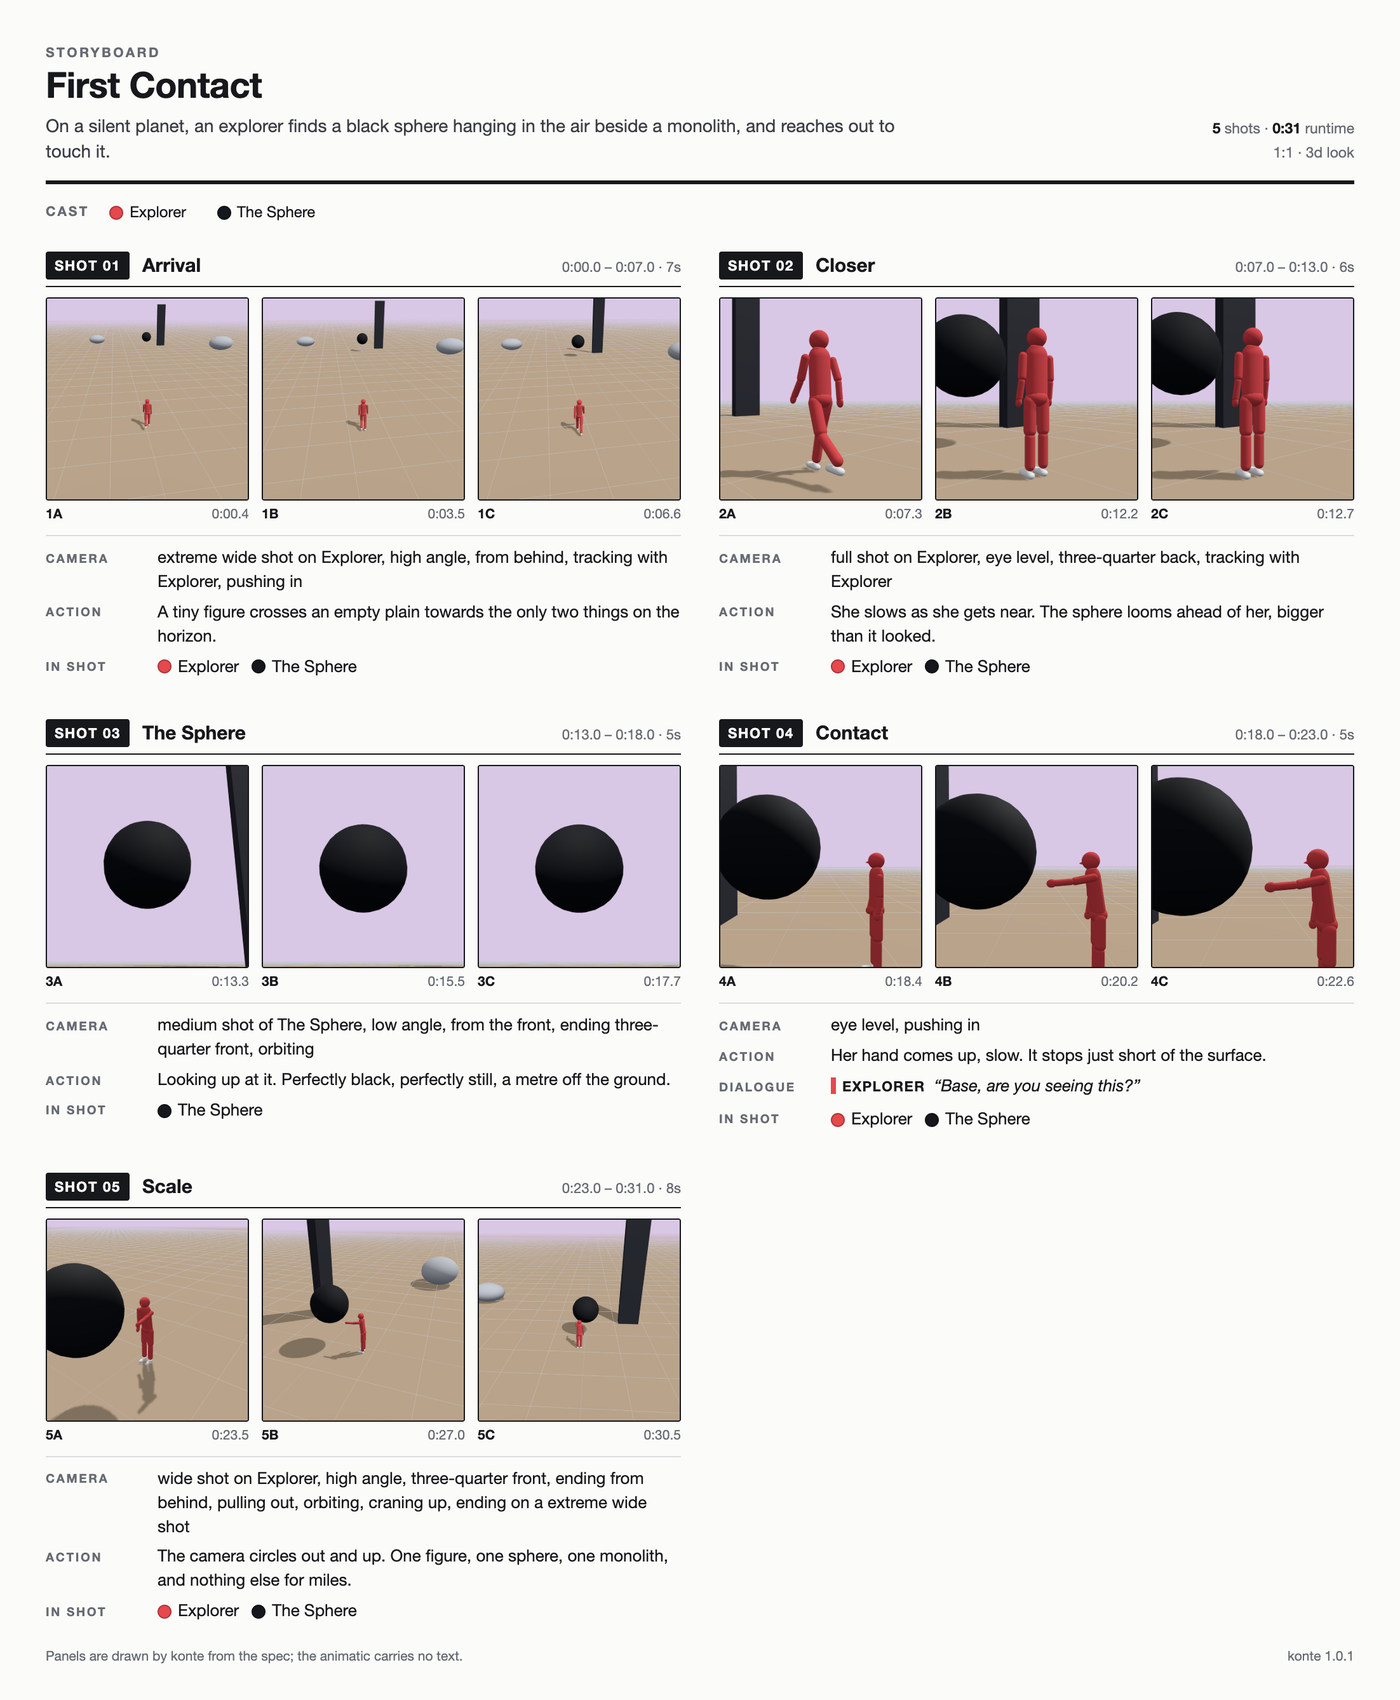 STORYBOARD
First Contact
On a silent planet, an explorer finds a black sphere hanging in the air beside a monolith, and reaches out to
touch it.
5 shots · 0:31 runtime
1:1 · 3d look
CAST Explorer The Sphere
SHOT 01 Arrival 0:00.0 – 0:07.0 · 7s
1A 0:00.4 1B 0:03.5 1C 0:06.6
CAMERA extreme wide shot on Explorer, high angle, from behind, tracking with
Explorer, pushing in
ACTION A tiny figure crosses an empty plain towards the only two things on the
horizon.
IN SHOT Explorer The Sphere
SHOT 02 Closer 0:07.0 – 0:13.0 · 6s
2A 0:07.3 2B 0:12.2 2C 0:12.7
CAMERA full shot on Explorer, eye level, three-quarter back, tracking with
Explorer
ACTION She slows as she gets near. The sphere looms ahead of her, bigger
than it looked.
IN SHOT Explorer The Sphere
SHOT 03 The Sphere 0:13.0 – 0:18.0 · 5s
3A 0:13.3 3B 0:15.5 3C 0:17.7
CAMERA medium shot of The Sphere, low angle, from the front, ending three-
quarter front, orbiting
ACTION Looking up at it. Perfectly black, perfectly still, a metre off the ground.
IN SHOT The Sphere
SHOT 04 Contact 0:18.0 – 0:23.0 · 5s
4A 0:18.4 4B 0:20.2 4C 0:22.6
CAMERA eye level, pushing in
ACTION Her hand comes up, slow. It stops just short of the surface.
DIALOGUE EXPLORER “Base, are you seeing this?”
IN SHOT Explorer The Sphere
SHOT 05 Scale 0:23.0 – 0:31.0 · 8s
5A 0:23.5 5B 0:27.0 5C 0:30.5
CAMERA wide shot on Explorer, high angle, three-quarter front, ending from
behind, pulling out, orbiting, craning up, ending on a extreme wide
shot
ACTION The camera circles out and up. One figure, one sphere, one monolith,
and nothing else for miles.
IN SHOT Explorer The Sphere
Panels are drawn by konte from the spec; the animatic carries no text.
konte 1.0.1